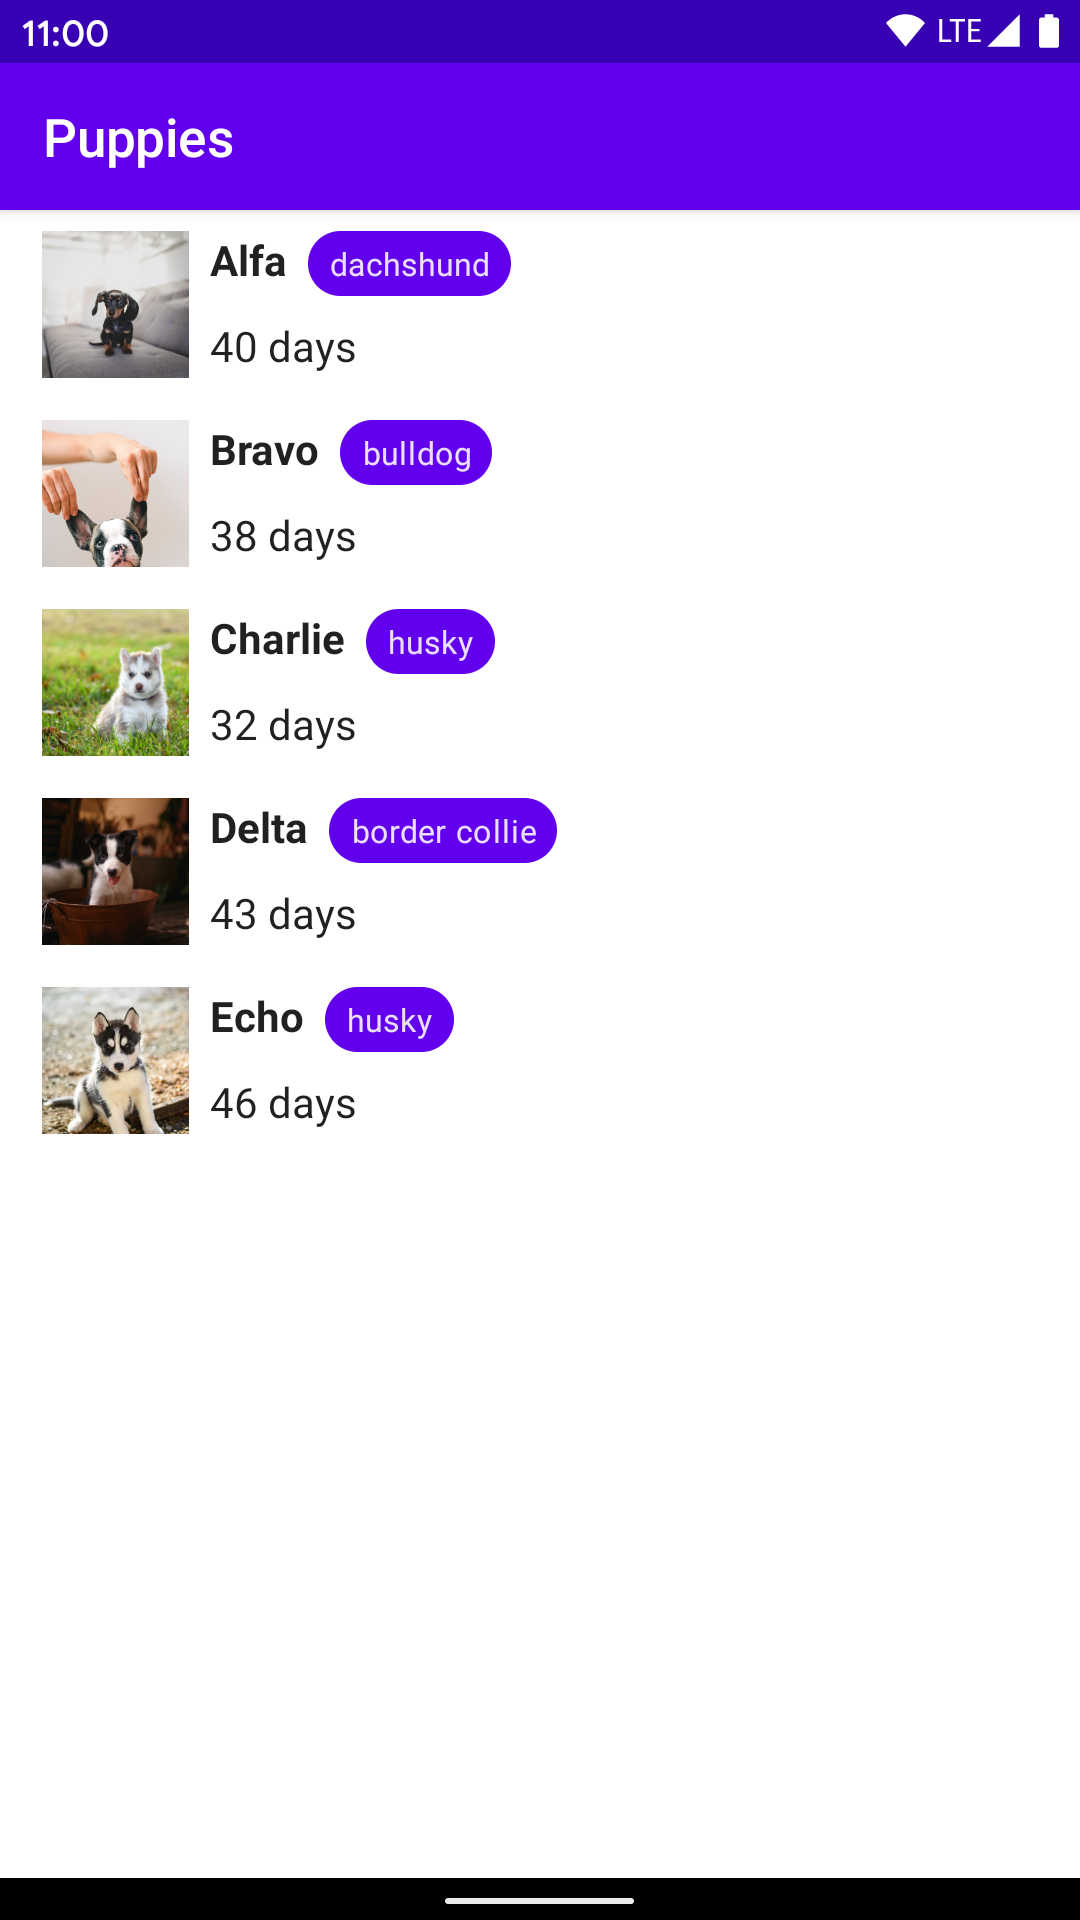 11:00 LTE
Puppies
Alfa dachshund
40 days
Bravo bulldog
38 days
Charlie husky
32 days
Delta border collie
43 days
Echo husky
46 days